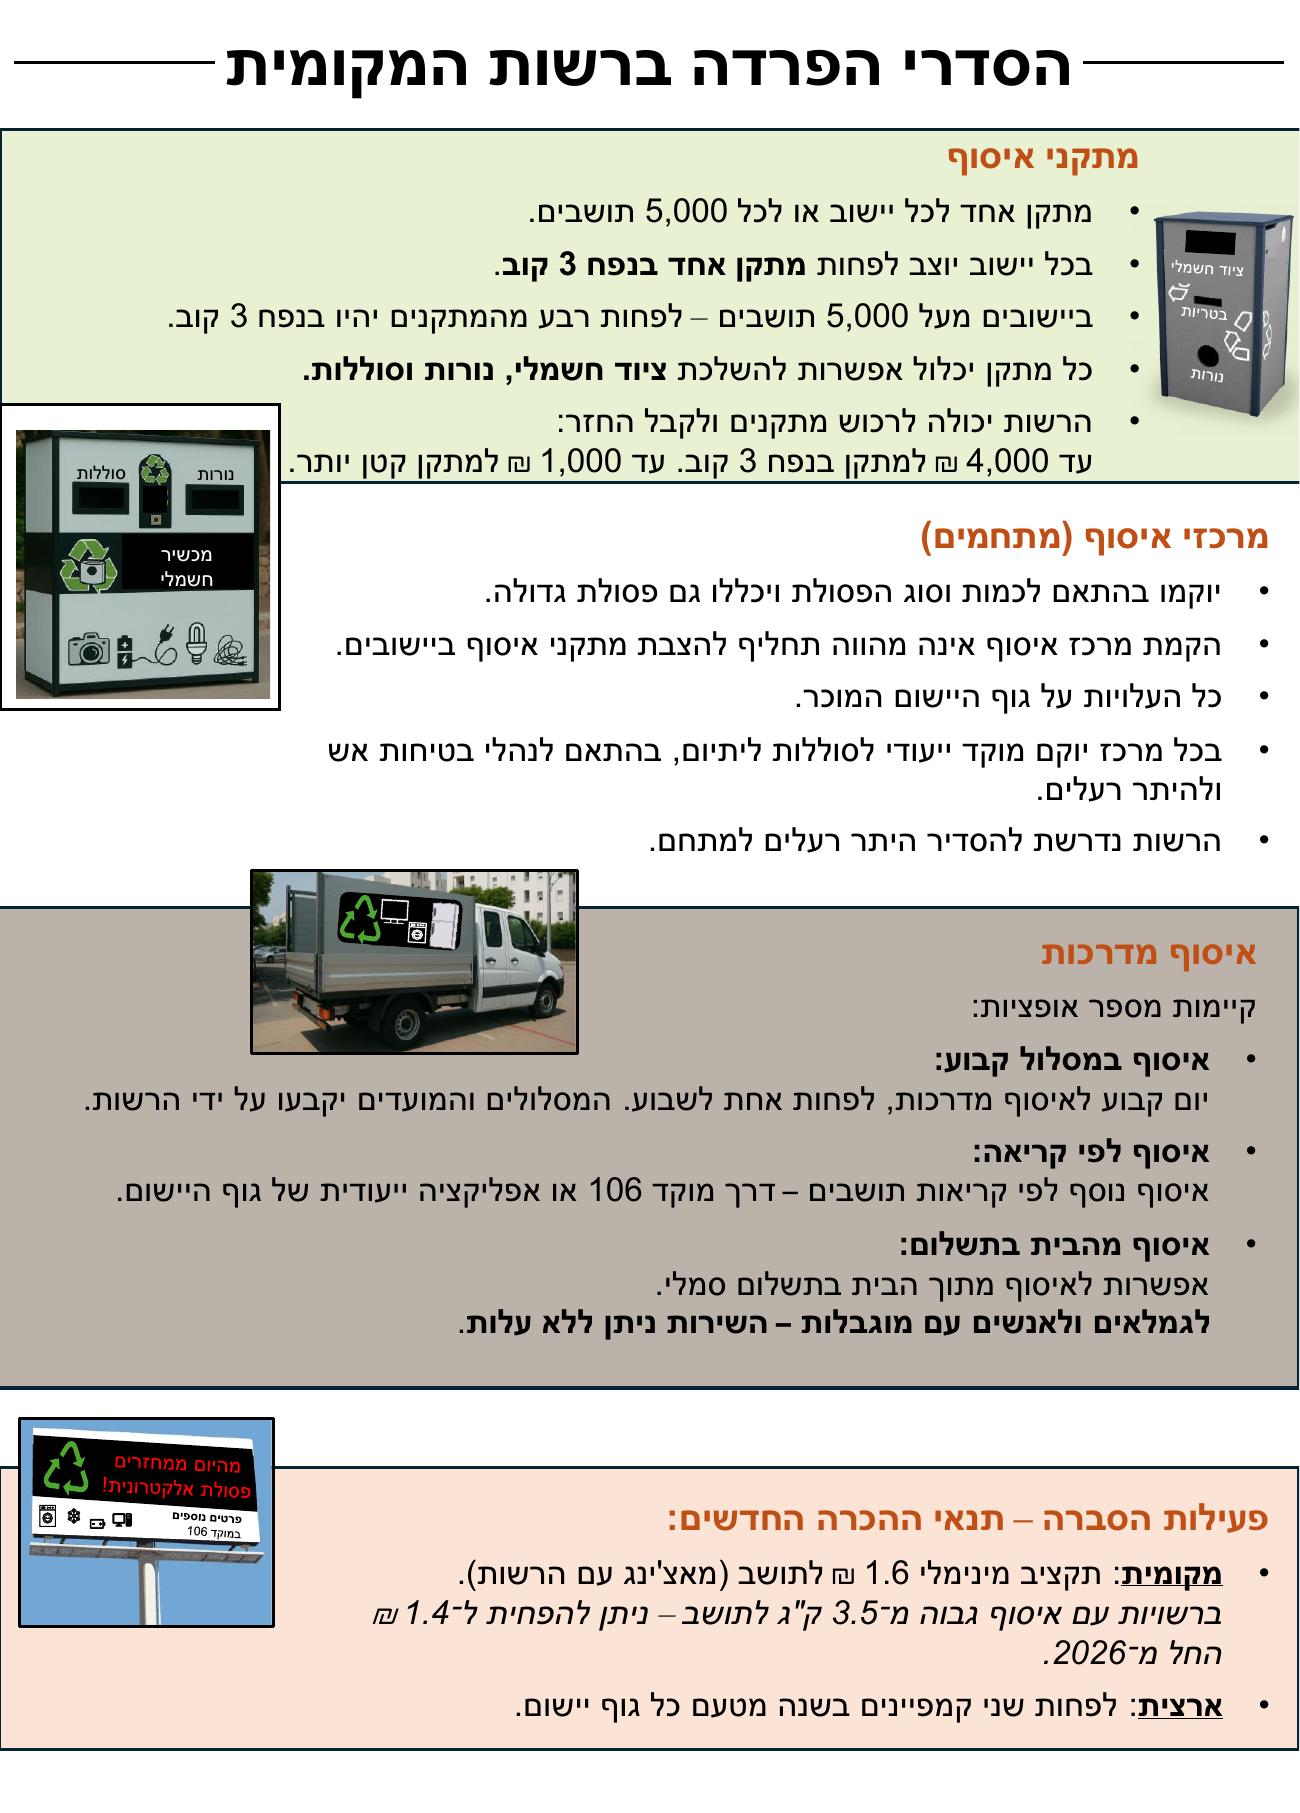 הסדרי הפרדה ברשות המקומית
מתקני איסוף
• מתקן אחד לכל יישוב או לכל 5,000 תושבים.
• בכל יישוב יוצב לפחות מתקן אחד בנפח 3 קוב.
• ביישובים מעל 5,000 תושבים – לפחות רבע מהמתקנים יהיו בנפח 3 קוב.
• כל מתקן יכלול אפשרות להשלכת ציוד חשמלי, נורות וסוללות.
• הרשות יכולה לרכוש מתקנים ולקבל החזר:
עד 4,000 ₪ למתקן בנפח 3 קוב. עד 1,000 ₪ למתקן קטן יותר.
ציוד חשמלי
בטריות
נורות
נורות
סוללות
מכשיר
חשמלי
מרכזי איסוף (מתחמים)
• יוקמו בהתאם לכמות וסוג הפסולת ויכללו גם פסולת גדולה.
• הקמת מרכז איסוף אינה מהווה תחליף להצבת מתקני איסוף ביישובים.
• כל העלויות על גוף היישום המוכר.
• בכל מרכז יוקם מוקד ייעודי לסוללות ליתיום, בהתאם לנהלי בטיחות אש
ולהיתר רעלים.
• הרשות נדרשת להסדיר היתר רעלים למתחם.
איסוף מדרכות
קיימות מספר אופציות:
• איסוף במסלול קבוע:
יום קבוע לאיסוף מדרכות, לפחות אחת לשבוע. המסלולים והמועדים יקבעו על ידי הרשות.
• איסוף לפי קריאה:
איסוף נוסף לפי קריאות תושבים – דרך מוקד 106 או אפליקציה ייעודית של גוף היישום.
• איסוף מהבית בתשלום:
אפשרות לאיסוף מתוך הבית בתשלום סמלי.
לגמלאים ולאנשים עם מוגבלות – השירות ניתן ללא עלות.
מהיום ממחזרים
פסולת אלקטרונית!
פרטים נוספים
במוקד 106
פעילות הסברה – תנאי ההכרה החדשים:
• מקומית: תקציב מינימלי 1.6 ₪ לתושב (מאצ'ינג עם הרשות).
ברשויות עם איסוף גבוה מ־3.5 ק"ג לתושב – ניתן להפחית ל־1.4 ₪
החל מ־2026.
• ארצית: לפחות שני קמפיינים בשנה מטעם כל גוף יישום.